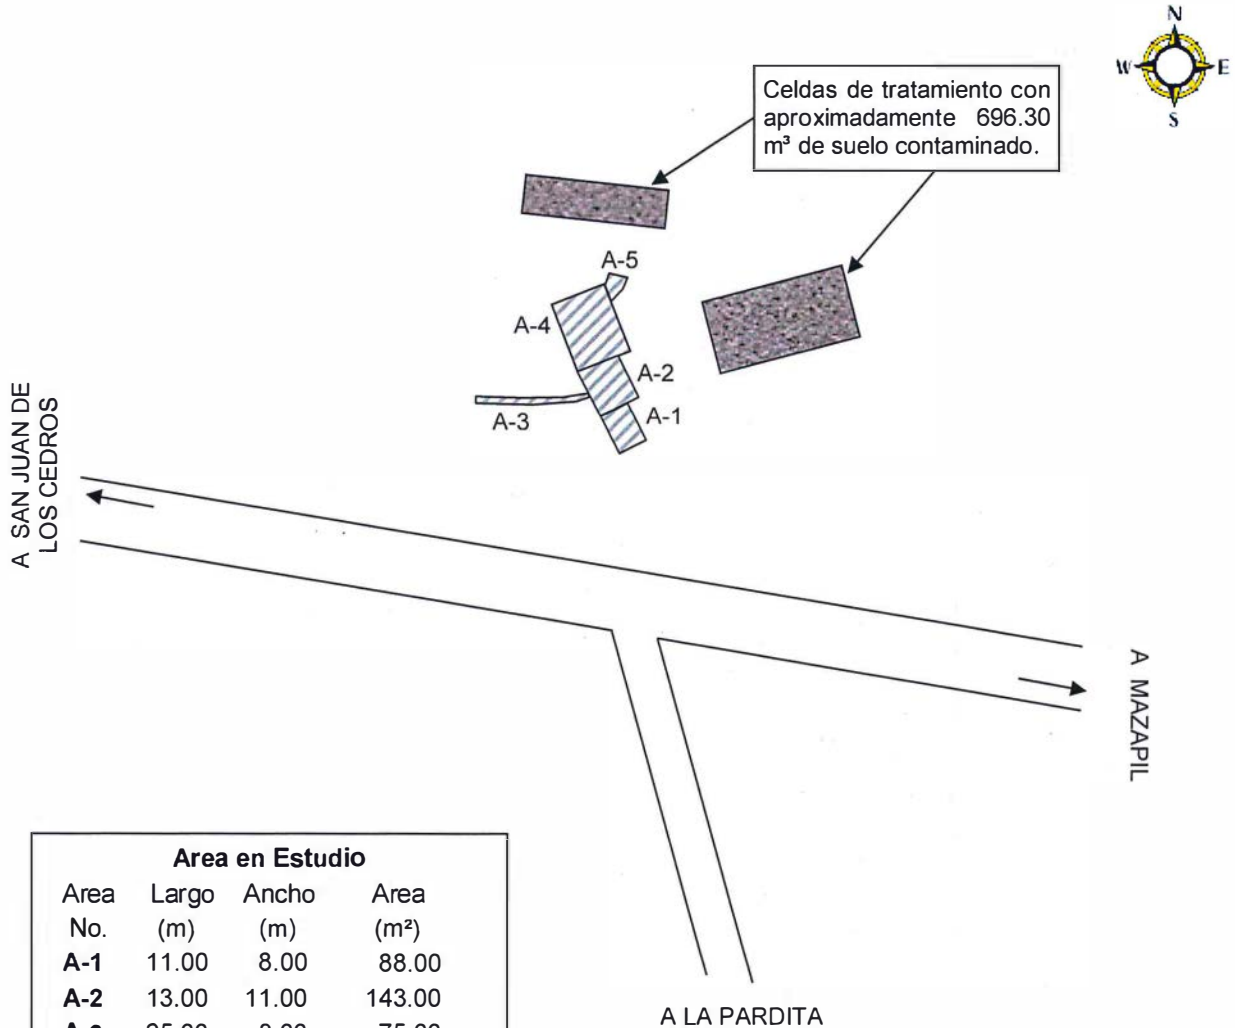 N
W E
S
Celdas de tratamiento con
aproximadamente 696.30
m³ de suelo contaminado.
A-5
A-4
A-2
A-1
A-3
A SAN JUAN DE
LOS CEDROS
A MAZAPIL
A LA PARDITA
Area en Estudio
Area Largo Ancho Area
No. (m) (m) (m²)
A-1 11.00 8.00 88.00
A-2 13.00 11.00 143.00